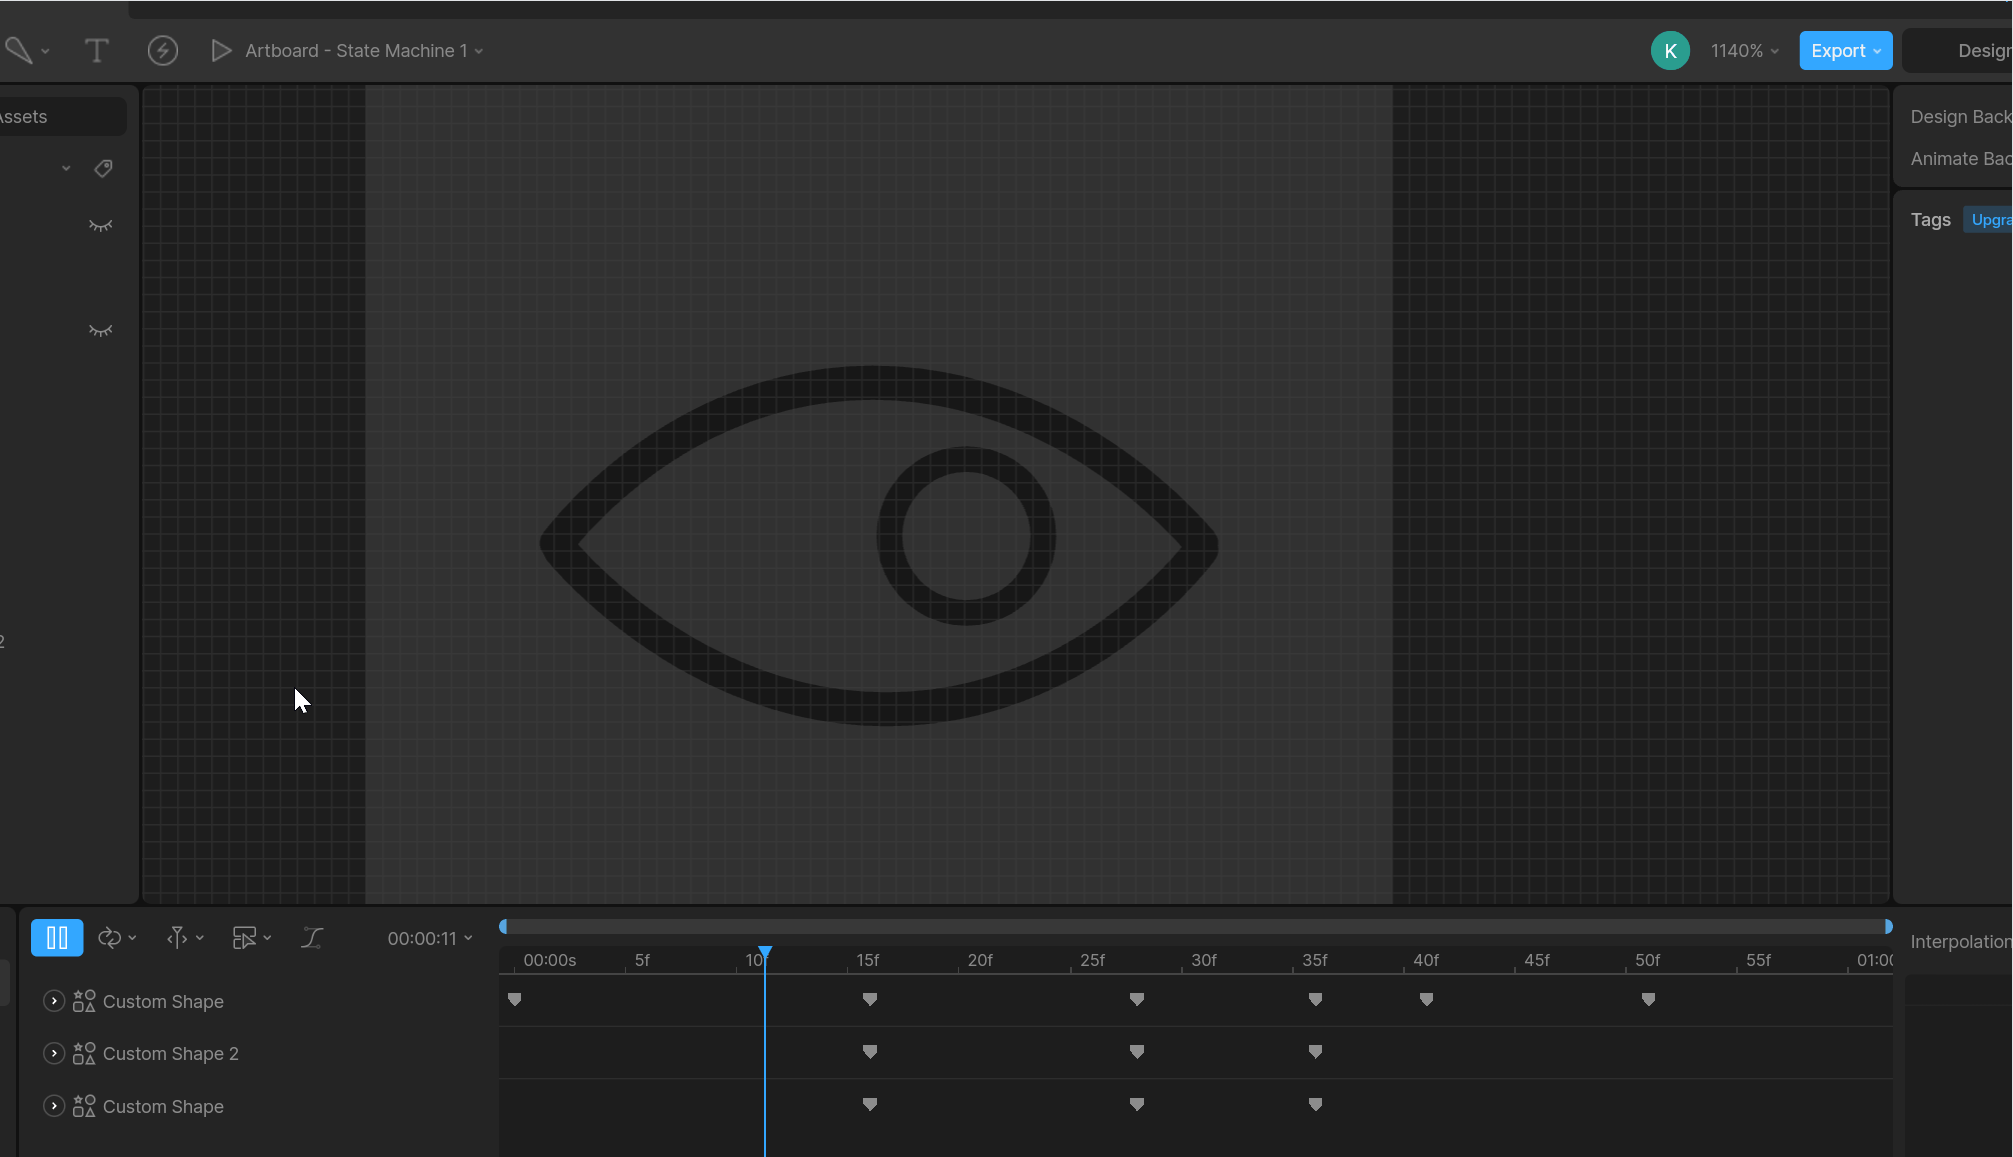 T Artboard - State Machine 1 K 1140% Export Design
Assets
Design Back
Animate Bac
Tags Upgra
2
00:00:11
00:00s 5f 10f 15f 20f 25f 30f 35f 40f 45f 50f 55f 01:00
Interpolation
Custom Shape
Custom Shape 2
Custom Shape